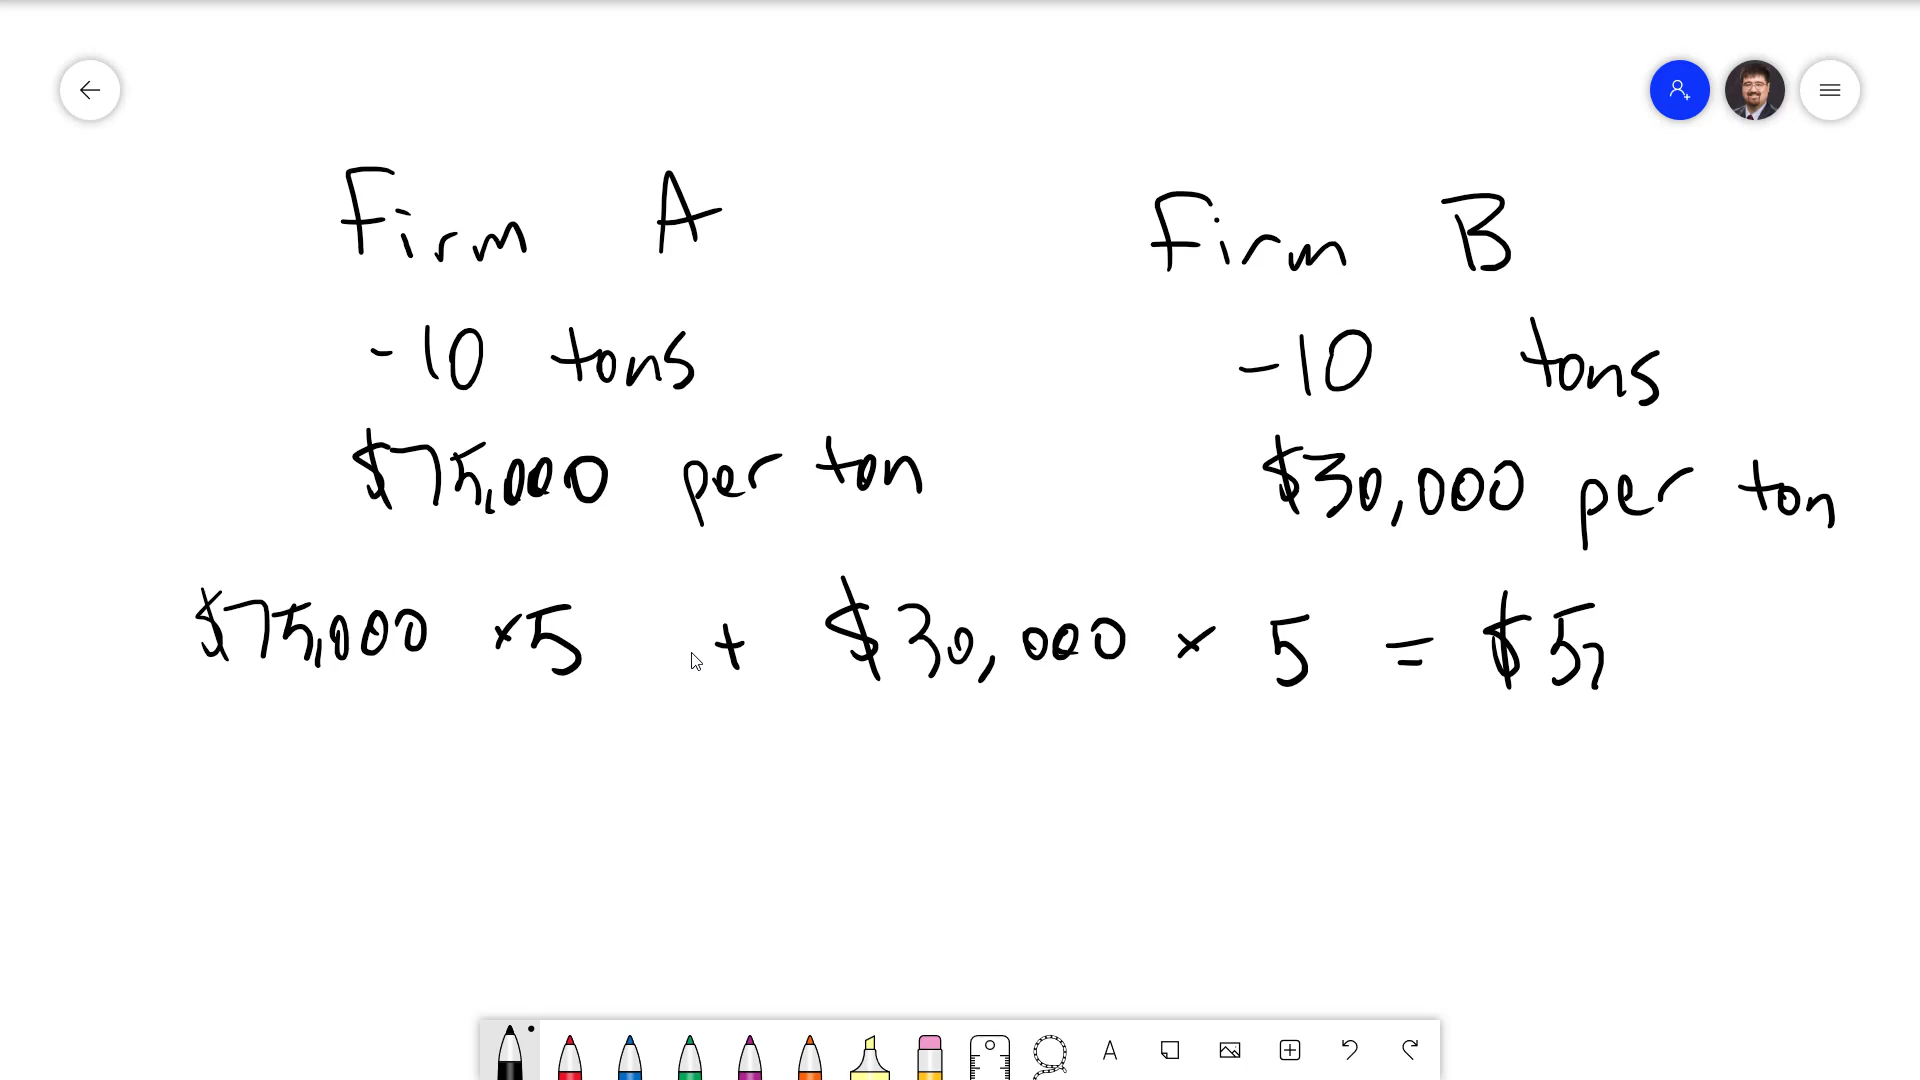 Firm A Firm B
-10 tons -10 tons
$75,000 per ton $30,000 per ton
$75,000 × 5 + $30,000 × 5 = $52
A